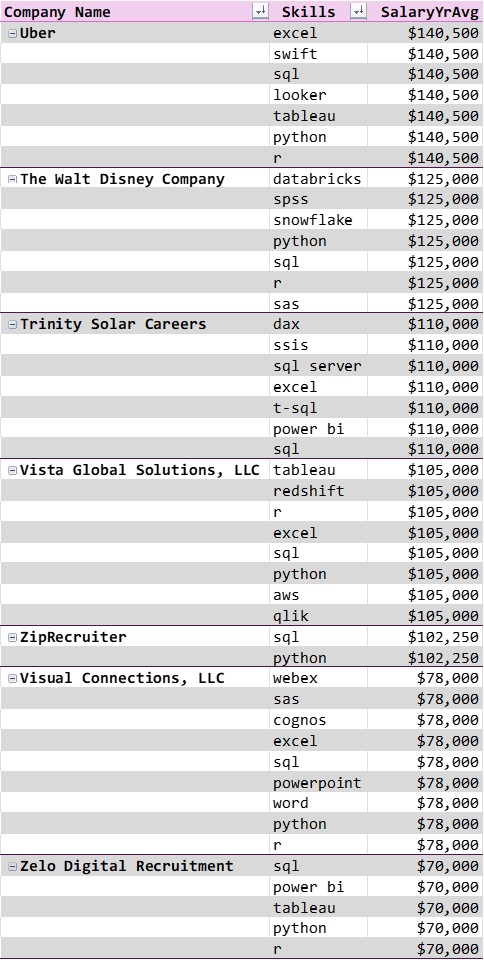 Company Name Skills SalaryYrAvg
Uber excel $140,500
swift $140,500
sql $140,500
looker $140,500
tableau $140,500
python $140,500
r $140,500
The Walt Disney Company databricks $125,000
spss $125,000
snowflake $125,000
python $125,000
sql $125,000
r $125,000
sas $125,000
Trinity Solar Careers dax $110,000
ssis $110,000
sql server $110,000
excel $110,000
t-sql $110,000
power bi $110,000
sql $110,000
Vista Global Solutions, LLC tableau $105,000
redshift $105,000
r $105,000
excel $105,000
sql $105,000
python $105,000
aws $105,000
qlik $105,000
ZipRecruiter sql $102,250
python $102,250
Visual Connections, LLC webex $78,000
sas $78,000
cognos $78,000
excel $78,000
sql $78,000
powerpoint $78,000
word $78,000
python $78,000
r $78,000
Zelo Digital Recruitment sql $70,000
power bi $70,000
tableau $70,000
python $70,000
r $70,000